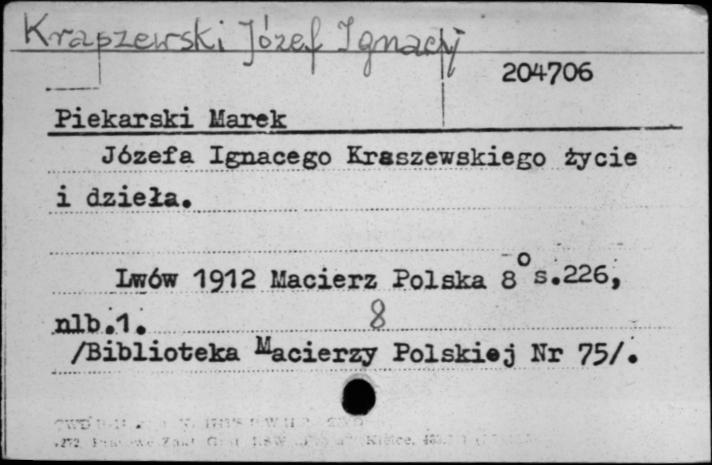 Kraszewski Józef Ignacy
204706
Piekarski Marek
Józefa Ignacego Kraszewskiego życie
i dzieła.
Lwów 1912 Macierz Polska 8° s.226,
nlb.1. 8
/Biblioteka Macierzy Polskiej Nr 75/.